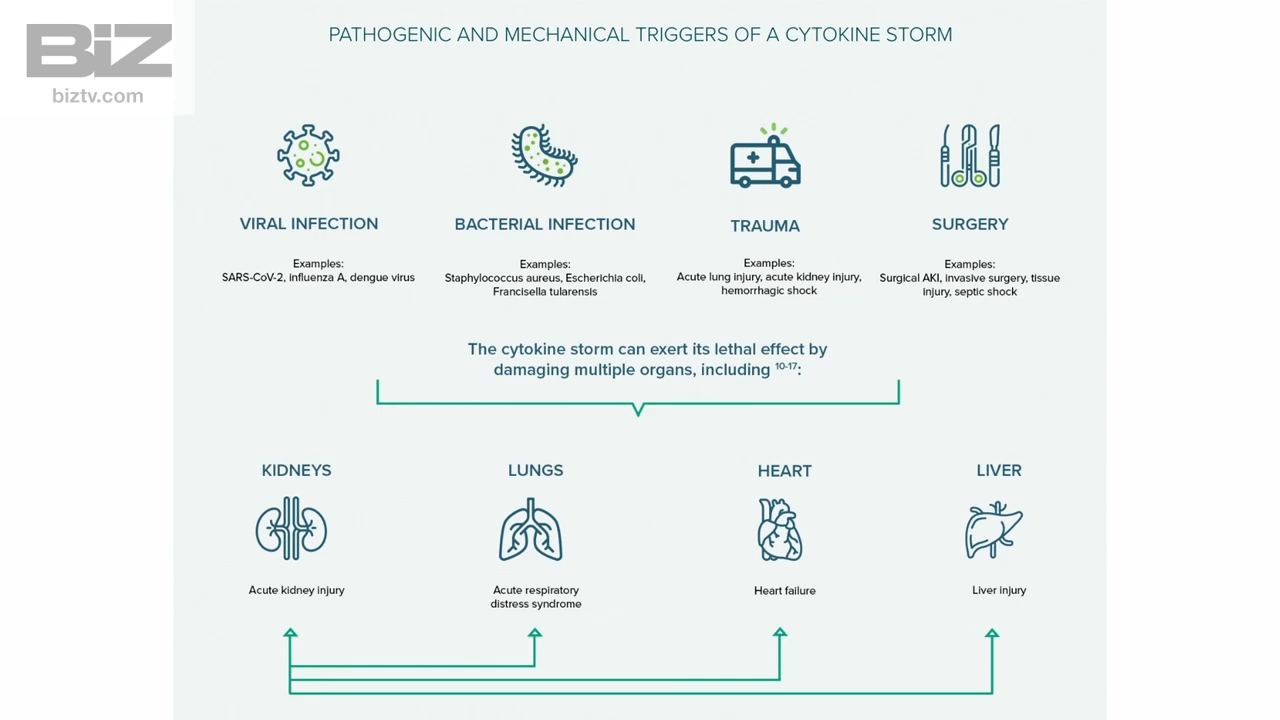 BiZ
biztv.com
PATHOGENIC AND MECHANICAL TRIGGERS OF A CYTOKINE STORM
VIRAL INFECTION
Examples:
SARS-CoV-2, influenza A, dengue virus
BACTERIAL INFECTION
Examples:
Staphylococcus aureus, Escherichia coli,
Francisella tularensis
TRAUMA
Examples:
Acute lung injury, acute kidney injury,
hemorrhagic shock
SURGERY
Examples:
Surgical AKI, invasive surgery, tissue
injury, septic shock
The cytokine storm can exert its lethal effect by
damaging multiple organs, including 10-17:
KIDNEYS
Acute kidney injury
LUNGS
Acute respiratory
distress syndrome
HEART
Heart failure
LIVER
Liver injury